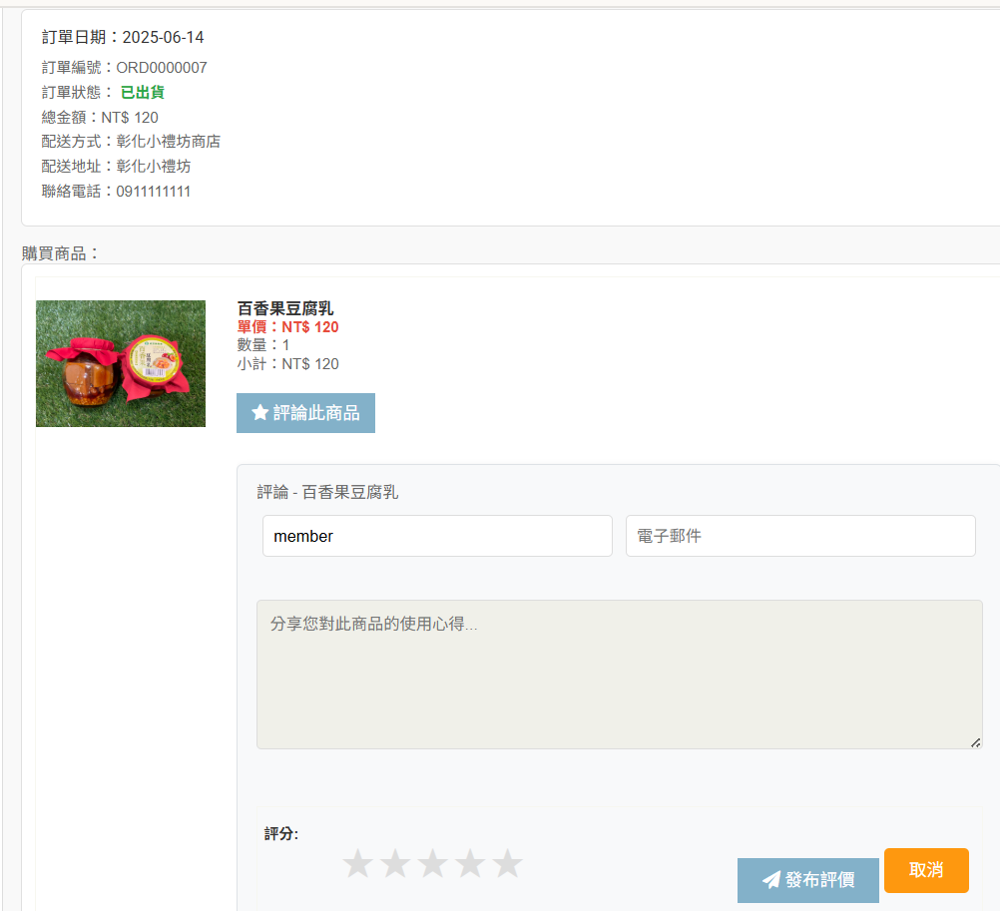 訂單日期：2025-06-14
訂單編號：ORD0000007
訂單狀態： 已出貨
總金額：NT$ 120
配送方式：彰化小禮坊商店
配送地址：彰化小禮坊
聯絡電話：0911111111
購買商品：
百香果豆腐乳
單價：NT$ 120
數量：1
小計：NT$ 120
評論此商品
評論 - 百香果豆腐乳
member
電子郵件
分享您對此商品的使用心得...
評分:
發布評價
取消